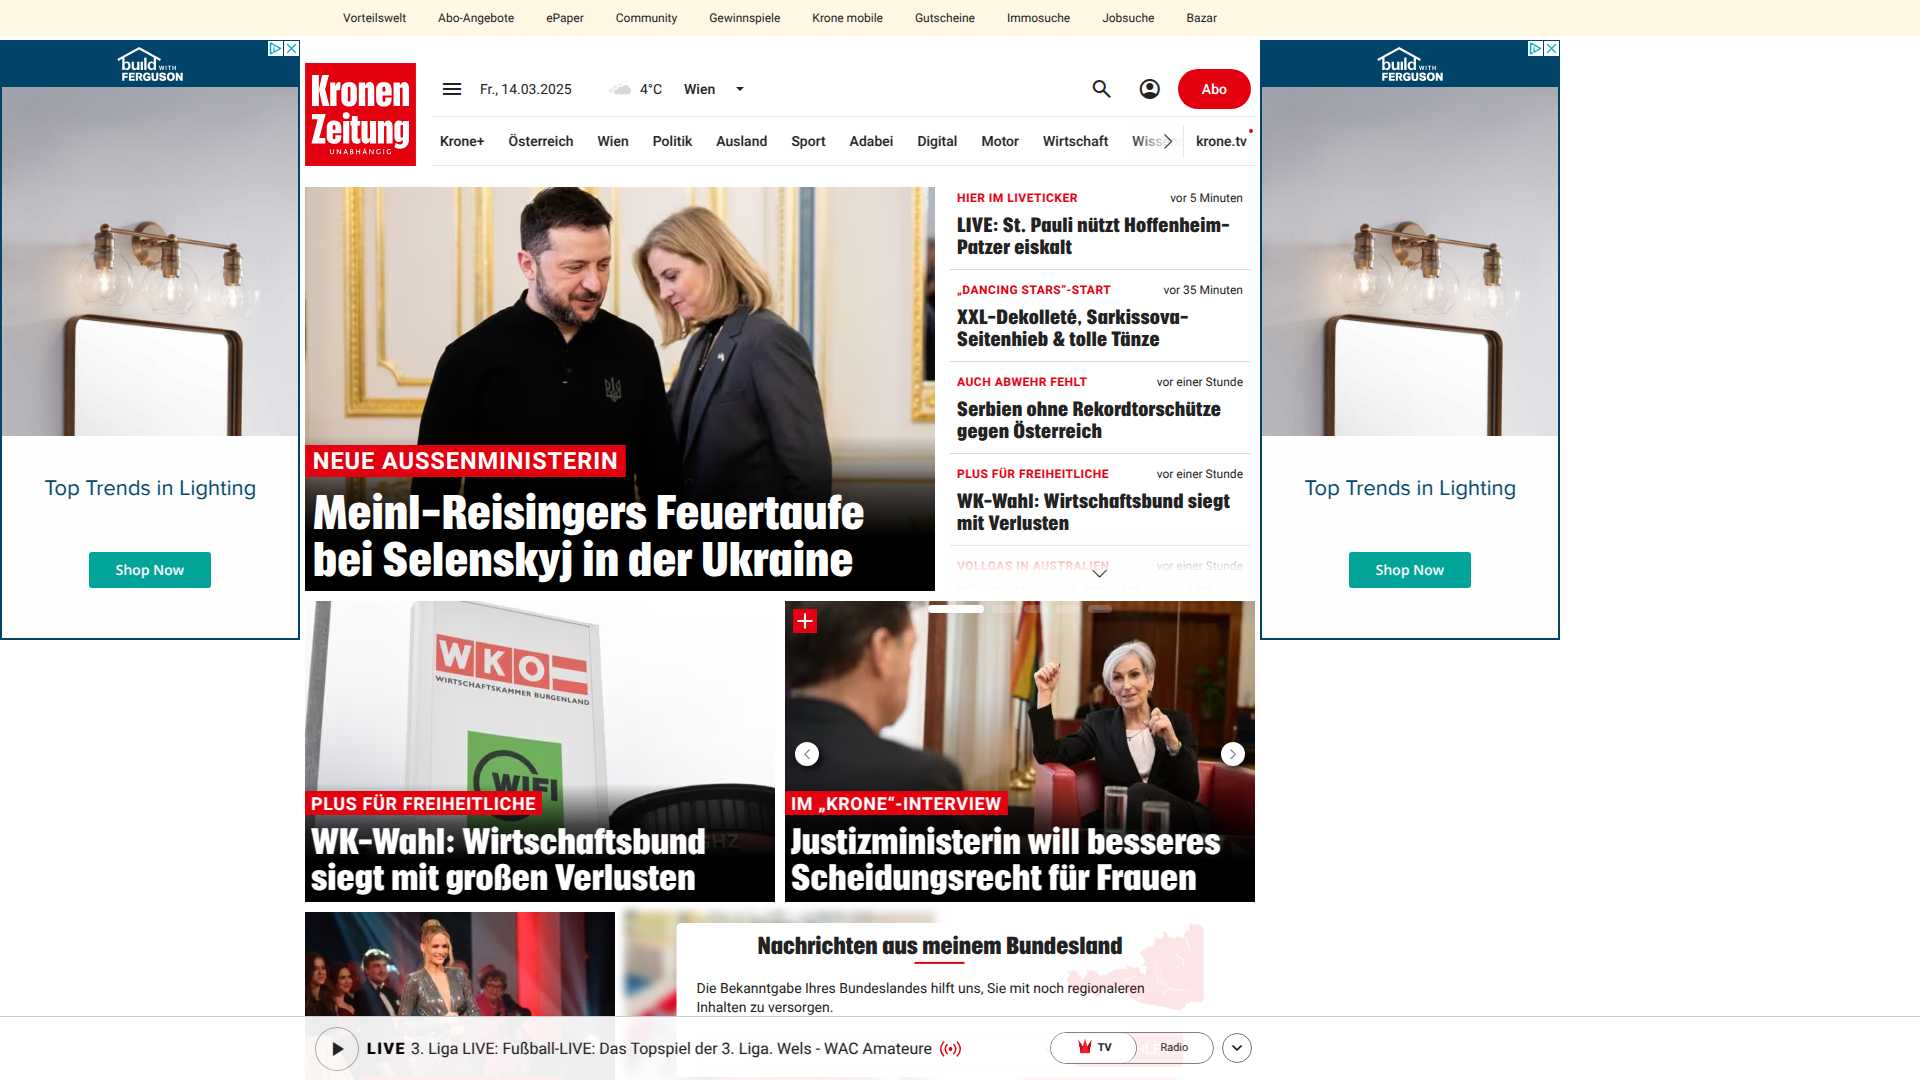 Vorteilswelt
Abo-Angebote
ePaper
Community
Gewinnspiele
Krone mobile
Gutscheine
Immosuche
Jobsuche
Bazar
build WITH
FERGUSON
Top Trends in Lighting
Shop Now
Kronen
Zeitung
UNABHÄNGIG
Fr., 14.03.2025
4°C
Wien
Abo
Krone+
Österreich
Wien
Politik
Ausland
Sport
Adabei
Digital
Motor
Wirtschaft
krone.tv
NEUE AUSSENMINISTERIN
Meinl-Reisingers Feuertaufe
bei Selenskyj in der Ukraine
HIER IM LIVETICKER vor 5 Minuten
LIVE: St. Pauli nützt Hoffenheim-
Patzer eiskalt
„DANCING STARS“-START vor 35 Minuten
XXL-Dekolleté, Sarkissova-
Seitenhieb & tolle Tänze
AUCH ABWEHR FEHLT vor einer Stunde
Serbien ohne Rekordtorschütze
gegen Österreich
PLUS FÜR FREIHEITLICHE vor einer Stunde
WK-Wahl: Wirtschaftsbund siegt
mit Verlusten
VOLLGAS IN AUSTRALIEN vor einer Stunde
WKO
WIRTSCHAFTSKAMMER BURGENLAND
WIFI
PLUS FÜR FREIHEITLICHE
WK-Wahl: Wirtschaftsbund
siegt mit großen Verlusten
IM „KRONE“-INTERVIEW
Justizministerin will besseres
Scheidungsrecht für Frauen
Nachrichten aus meinem Bundesland
Die Bekanntgabe Ihres Bundeslandes hilft uns, Sie mit noch regionaleren
Inhalten zu versorgen.
LIVE 3. Liga LIVE: Fußball-LIVE: Das Topspiel der 3. Liga. Wels - WAC Amateure
TV
Radio
build WITH
FERGUSON
Top Trends in Lighting
Shop Now